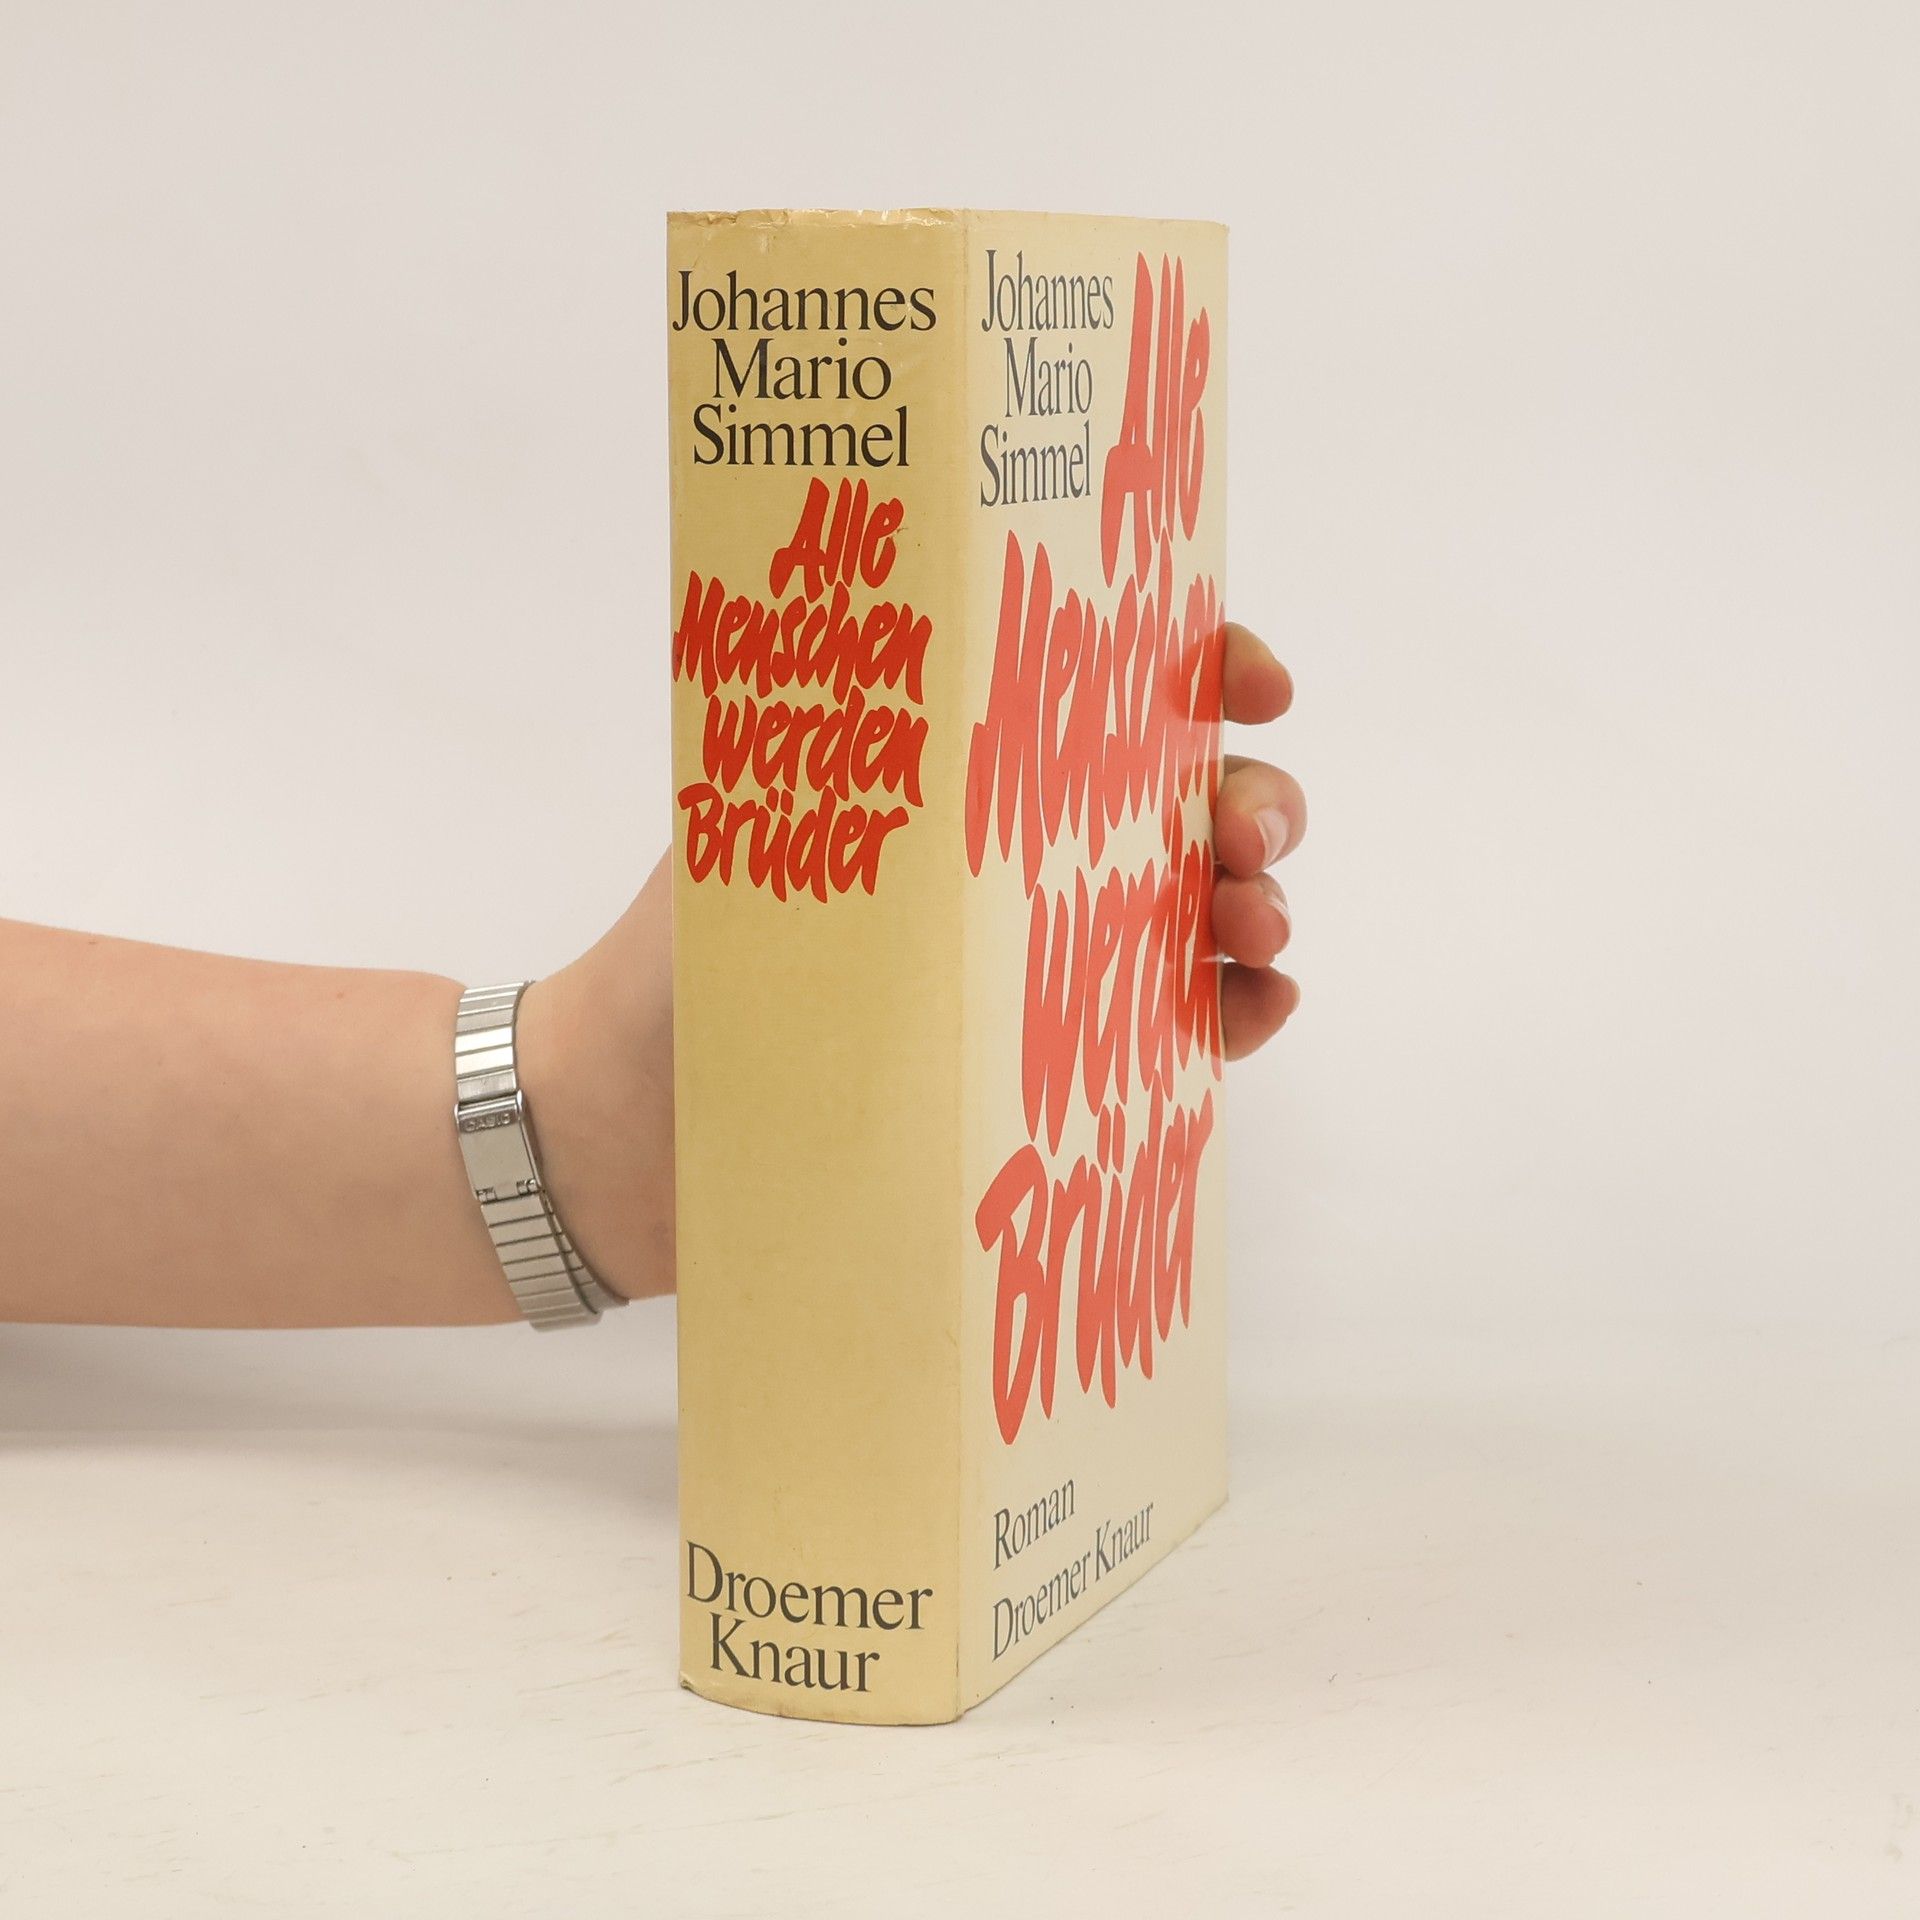 Johannes
Mario
Simmel
Alle
Menschen
werden
Brüder
Droemer
Knaur
Johannes
Mario
Simmel
Alle
Menschen
werden
Brüder
Roman
Droemer Knaur
CASIO